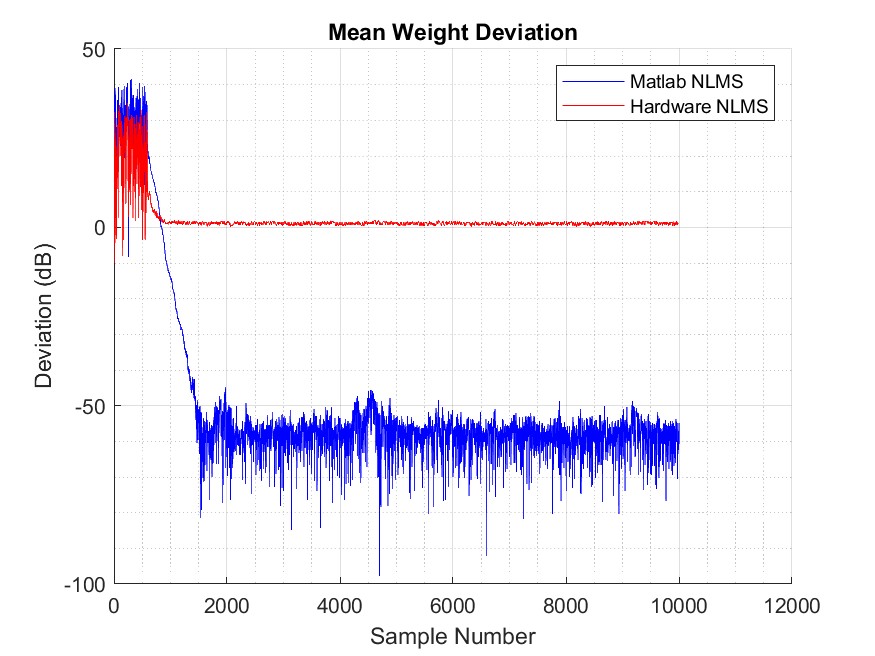 Mean Weight Deviation
50
0
-50
-100
Deviation (dB)
Matlab NLMS
Hardware NLMS
0 2000 4000 6000 8000 10000 12000
Sample Number